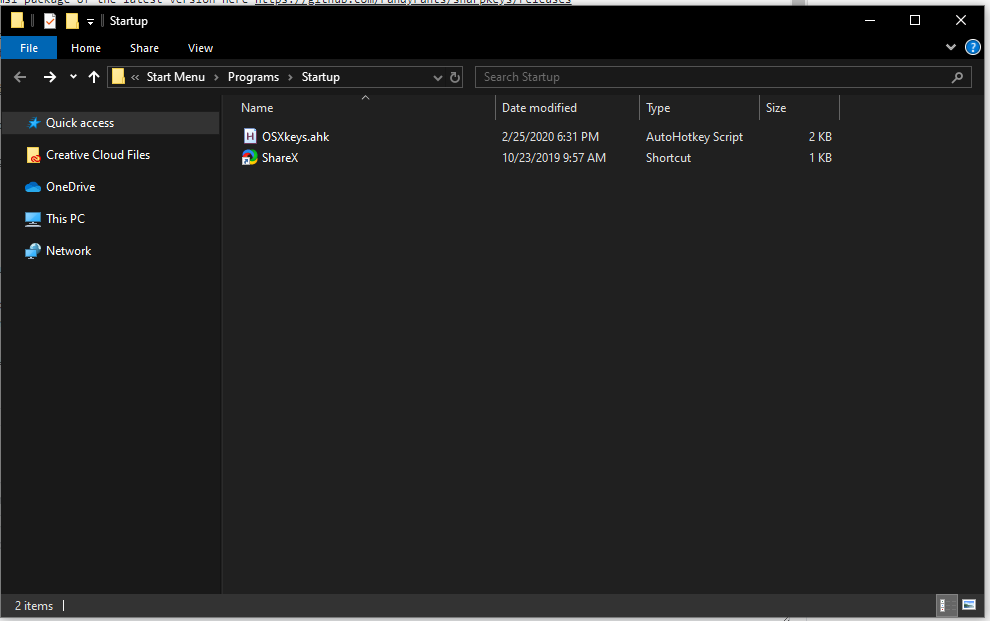 msi package of the latest version here https://github.com/randyrants/sharpkeys/releases
Startup
File Home Share View
« Start Menu › Programs › Startup Search Startup
Name Date modified Type Size
Quick access
OSXkeys.ahk 2/25/2020 6:31 PM AutoHotkey Script 2 KB
Creative Cloud Files
ShareX 10/23/2019 9:57 AM Shortcut 1 KB
OneDrive
This PC
Network
2 items